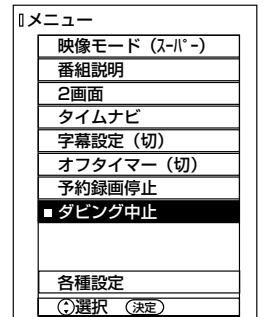 メニュー
映像モード（ｽｰﾊﾟｰ）
番組説明
2画面
タイムナビ
字幕設定（切）
オフタイマー（切）
予約録画停止
ダビング中止
各種設定
選択 決定